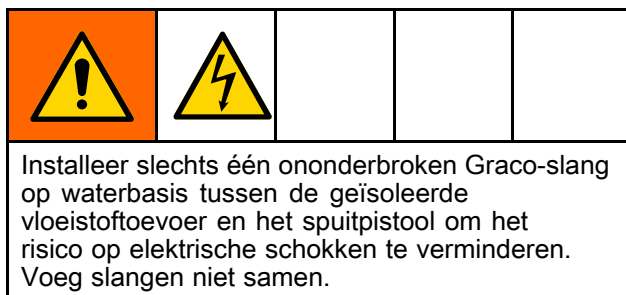 Installeer slechts één ononderbroken Graco-slang
op waterbasis tussen de geïsoleerde
vloeistoftoevoer en het spuitpistool om het
risico op elektrische schokken te verminderen.
Voeg slangen niet samen.